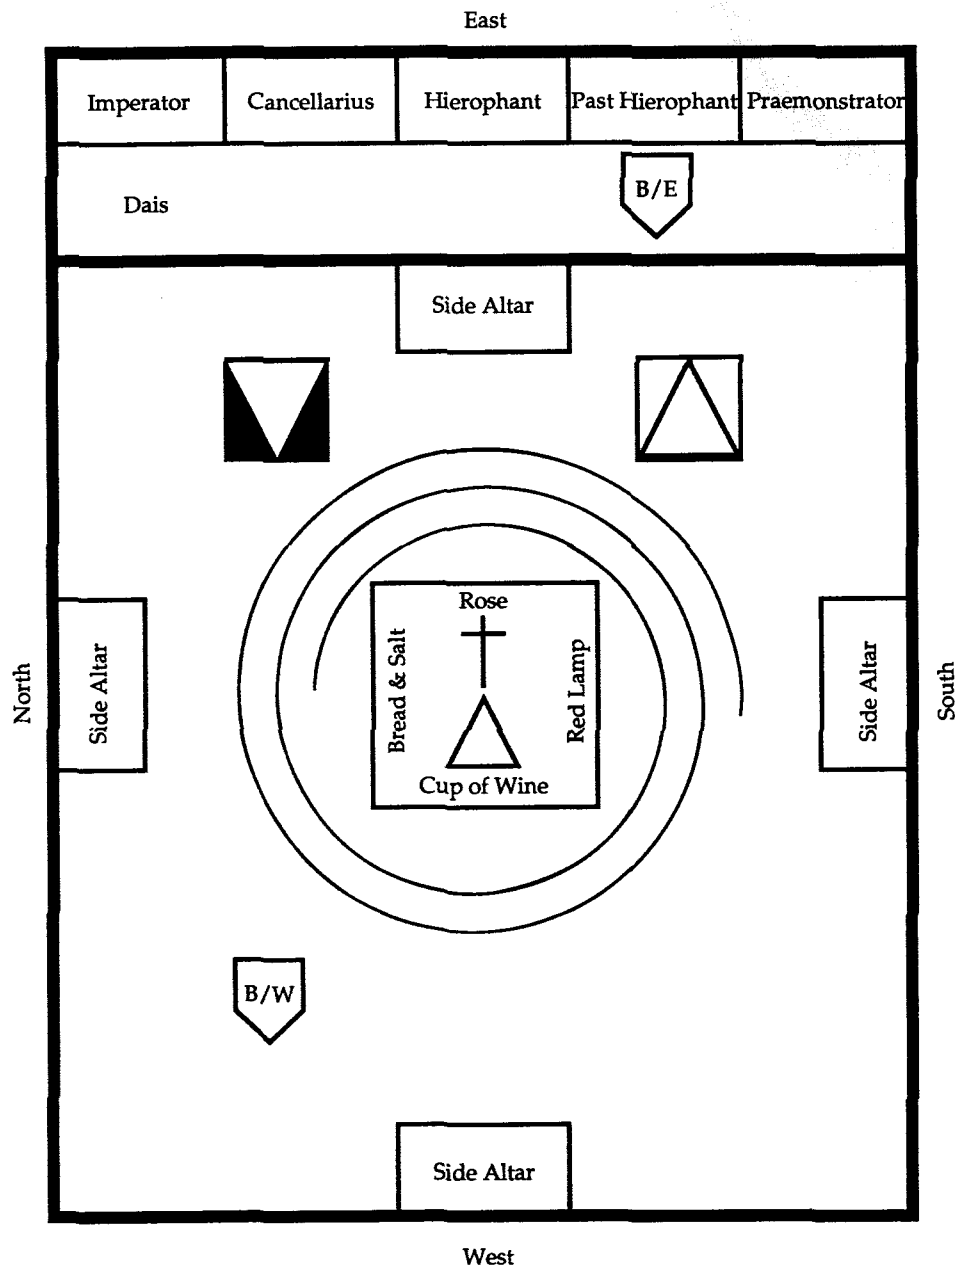 East
Imperator
Cancellarius
Hierophant
Past Hierophant
Praemonstrator
Dais
B/E
Side Altar
Rose
Bread & Salt
Red Lamp
Cup of Wine
North
Side Altar
Side Altar
South
B/W
Side Altar
West